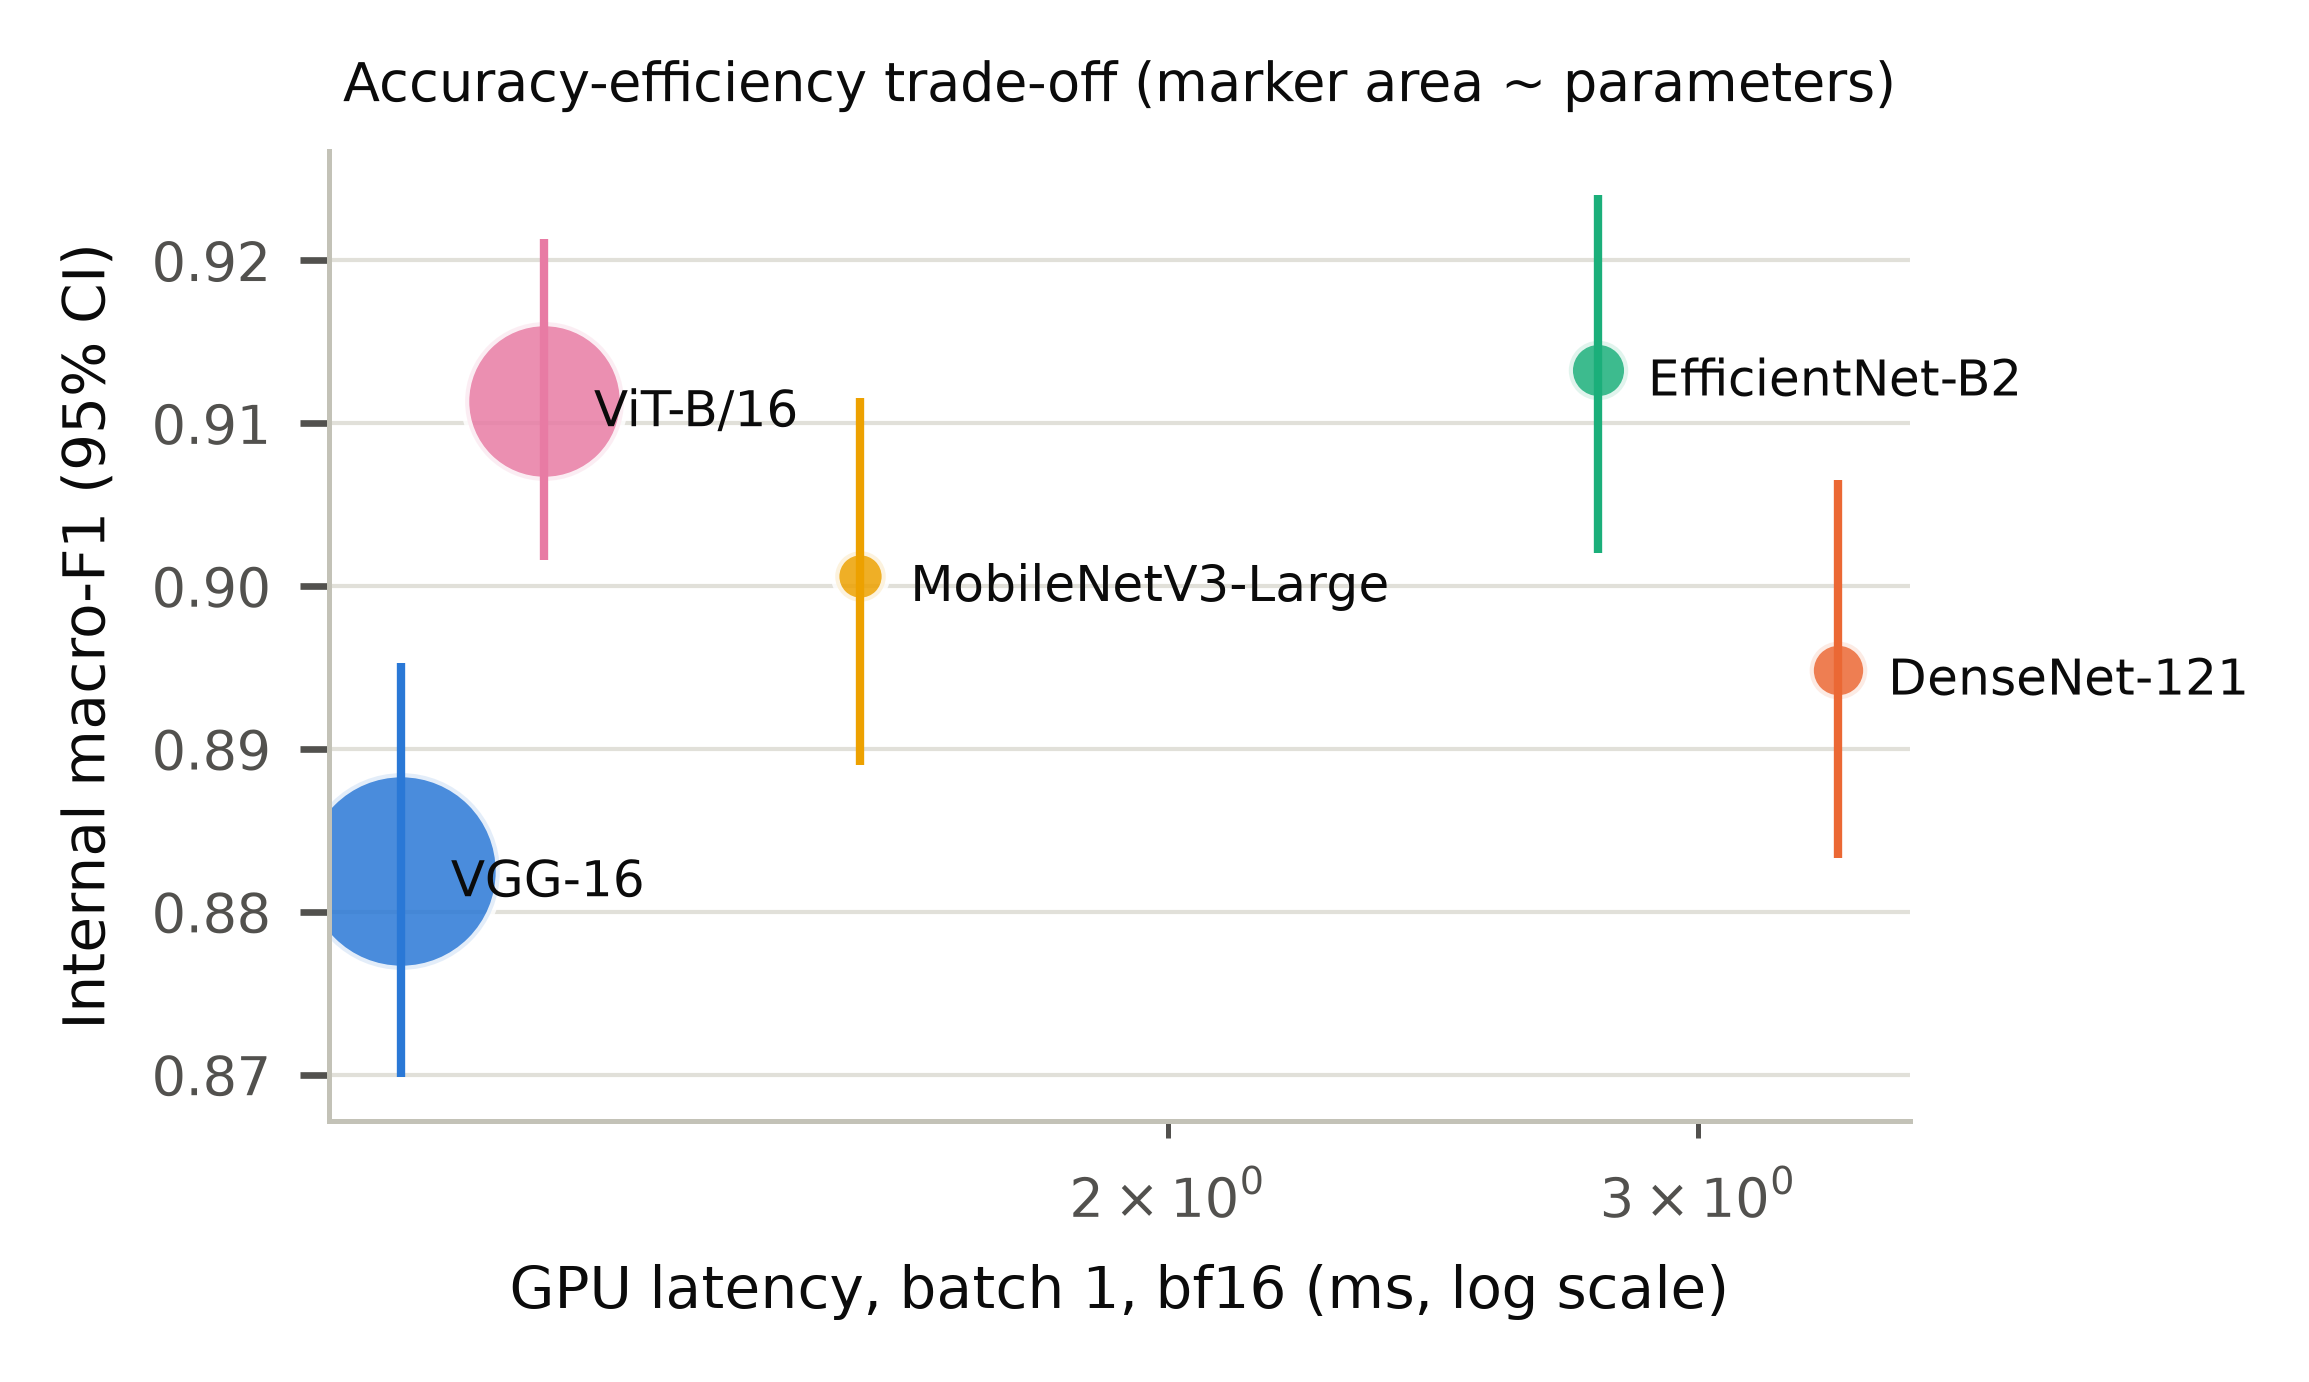 Accuracy-efficiency trade-off (marker area ~ parameters)
Internal macro-F1 (95% CI)
0.92
0.91
0.90
0.89
0.88
0.87
ViT-B/16
EfficientNet-B2
MobileNetV3-Large
DenseNet-121
VGG-16
2 × 10⁰
3 × 10⁰
GPU latency, batch 1, bf16 (ms, log scale)